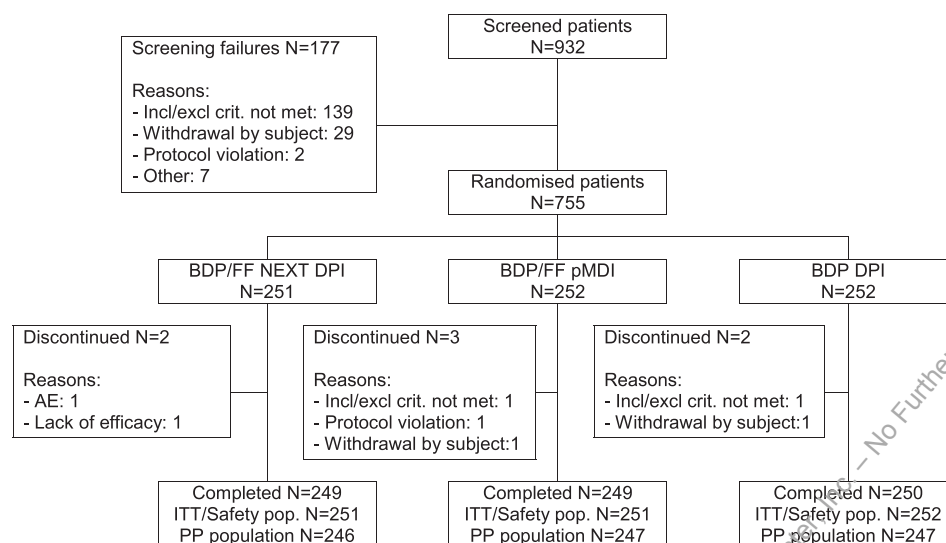 Screened patients
N=932
Screening failures N=177
Reasons:
- Incl/excl crit. not met: 139
- Withdrawal by subject: 29
- Protocol violation: 2
- Other: 7
Randomised patients
N=755
BDP/FF NEXT DPI
N=251
BDP/FF pMDI
N=252
BDP DPI
N=252
Discontinued N=2
Reasons:
- AE: 1
- Lack of efficacy: 1
Discontinued N=3
Reasons:
- Incl/excl crit. not met: 1
- Protocol violation: 1
- Withdrawal by subject:1
Discontinued N=2
Reasons:
- Incl/excl crit. not met: 1
- Withdrawal by subject:1
Completed N=249
ITT/Safety pop. N=251
PP population N=246
Completed N=249
ITT/Safety pop. N=251
PP population N=247
Completed N=250
ITT/Safety pop. N=252
PP population N=247
Inc. – No